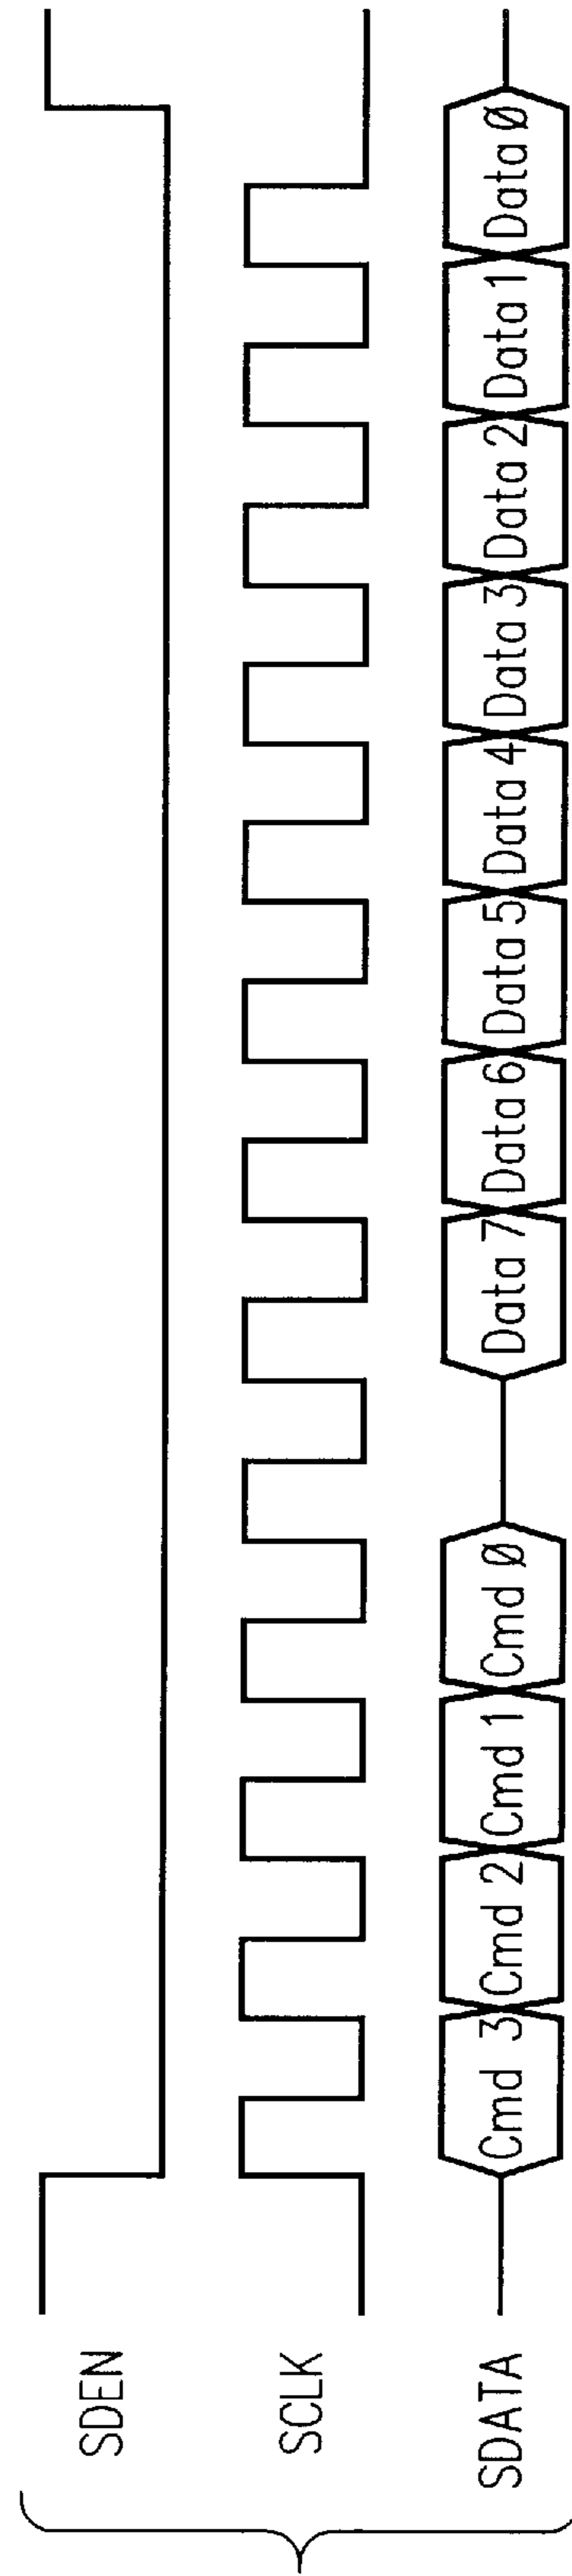 SDEN
SCLK
SDATA
Cmd 3 Cmd 2 Cmd 1 Cmd Ø Data 7 Data 6 Data 5 Data 4 Data 3 Data 2 Data 1 Data Ø